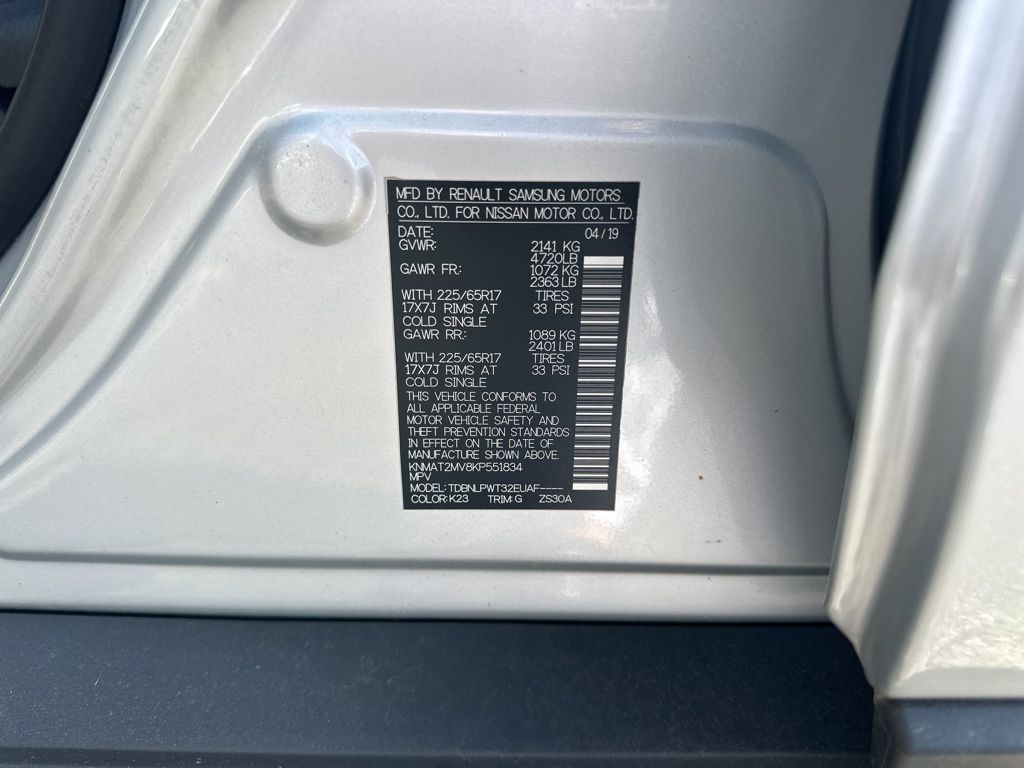 MFD BY RENAULT SAMSUNG MOTORS
CO., LTD. FOR NISSAN MOTOR CO., LTD.
DATE: 04/19
GVWR: 2141 KG
4720LB
GAWR FR.: 1072 KG
2363 LB
WITH 225/65R17 TIRES
17X7J RIMS AT 33 PSI
COLD SINGLE
GAWR RR.: 1089 KG
2401 LB
WITH 225/65R17 TIRES
17X7J RIMS AT 33 PSI
COLD SINGLE
THIS VEHICLE CONFORMS TO
ALL APPLICABLE FEDERAL
MOTOR VEHICLE SAFETY AND
THEFT PREVENTION STANDARDS
IN EFFECT ON THE DATE OF
MANUFACTURE SHOWN ABOVE.
KNMAT2MV8KP551834
MPV
MODEL: TDBNLPWT32EUAF----
COLOR: K23 TRIM: G ZS30A